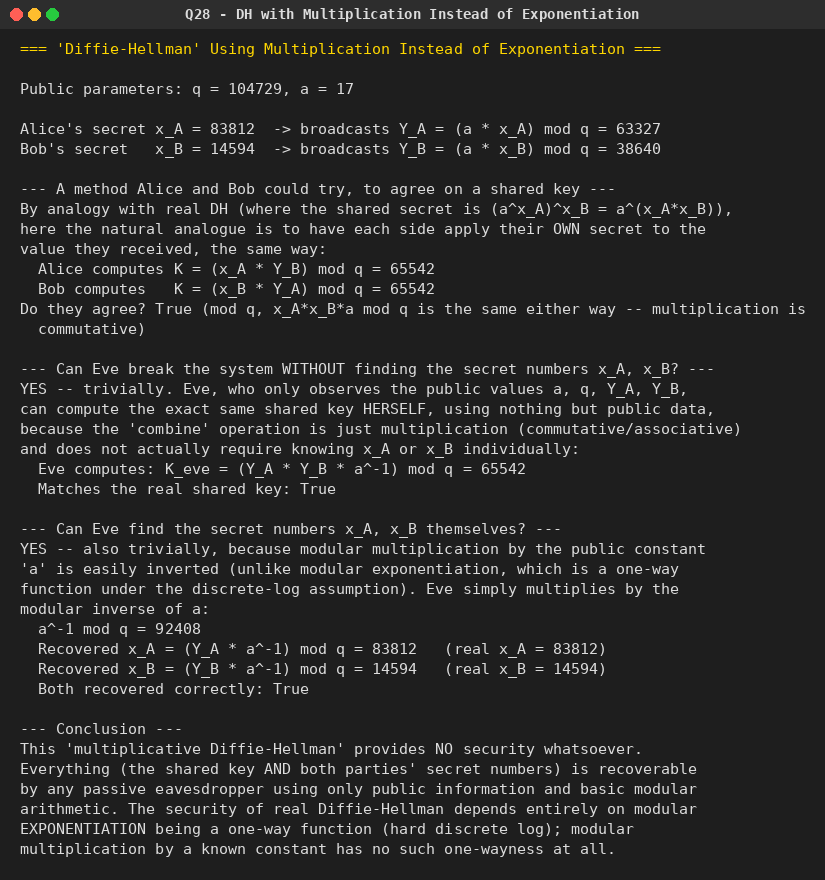 Q28 - DH with Multiplication Instead of Exponentiation
=== 'Diffie-Hellman' Using Multiplication Instead of Exponentiation ===
Public parameters: q = 104729, a = 17
Alice's secret x_A = 83812  -> broadcasts Y_A = (a * x_A) mod q = 63327
Bob's secret   x_B = 14594  -> broadcasts Y_B = (a * x_B) mod q = 38640
--- A method Alice and Bob could try, to agree on a shared key ---
By analogy with real DH (where the shared secret is (a^x_A)^x_B = a^(x_A*x_B)),
here the natural analogue is to have each side apply their OWN secret to the
value they received, the same way:
  Alice computes K = (x_A * Y_B) mod q = 65542
  Bob computes   K = (x_B * Y_A) mod q = 65542
Do they agree? True (mod q, x_A*x_B*a mod q is the same either way -- multiplication is
  commutative)
--- Can Eve break the system WITHOUT finding the secret numbers x_A, x_B? ---
YES -- trivially. Eve, who only observes the public values a, q, Y_A, Y_B,
can compute the exact same shared key HERSELF, using nothing but public data,
because the 'combine' operation is just multiplication (commutative/associative)
and does not actually require knowing x_A or x_B individually:
  Eve computes: K_eve = (Y_A * Y_B * a^-1) mod q = 65542
  Matches the real shared key: True
--- Can Eve find the secret numbers x_A, x_B themselves? ---
YES -- also trivially, because modular multiplication by the public constant
'a' is easily inverted (unlike modular exponentiation, which is a one-way
function under the discrete-log assumption). Eve simply multiplies by the
modular inverse of a:
  a^-1 mod q = 92408
  Recovered x_A = (Y_A * a^-1) mod q = 83812   (real x_A = 83812)
  Recovered x_B = (Y_B * a^-1) mod q = 14594   (real x_B = 14594)
  Both recovered correctly: True
--- Conclusion ---
This 'multiplicative Diffie-Hellman' provides NO security whatsoever.
Everything (the shared key AND both parties' secret numbers) is recoverable
by any passive eavesdropper using only public information and basic modular
arithmetic. The security of real Diffie-Hellman depends entirely on modular
EXPONENTIATION being a one-way function (hard discrete log); modular
multiplication by a known constant has no such one-wayness at all.